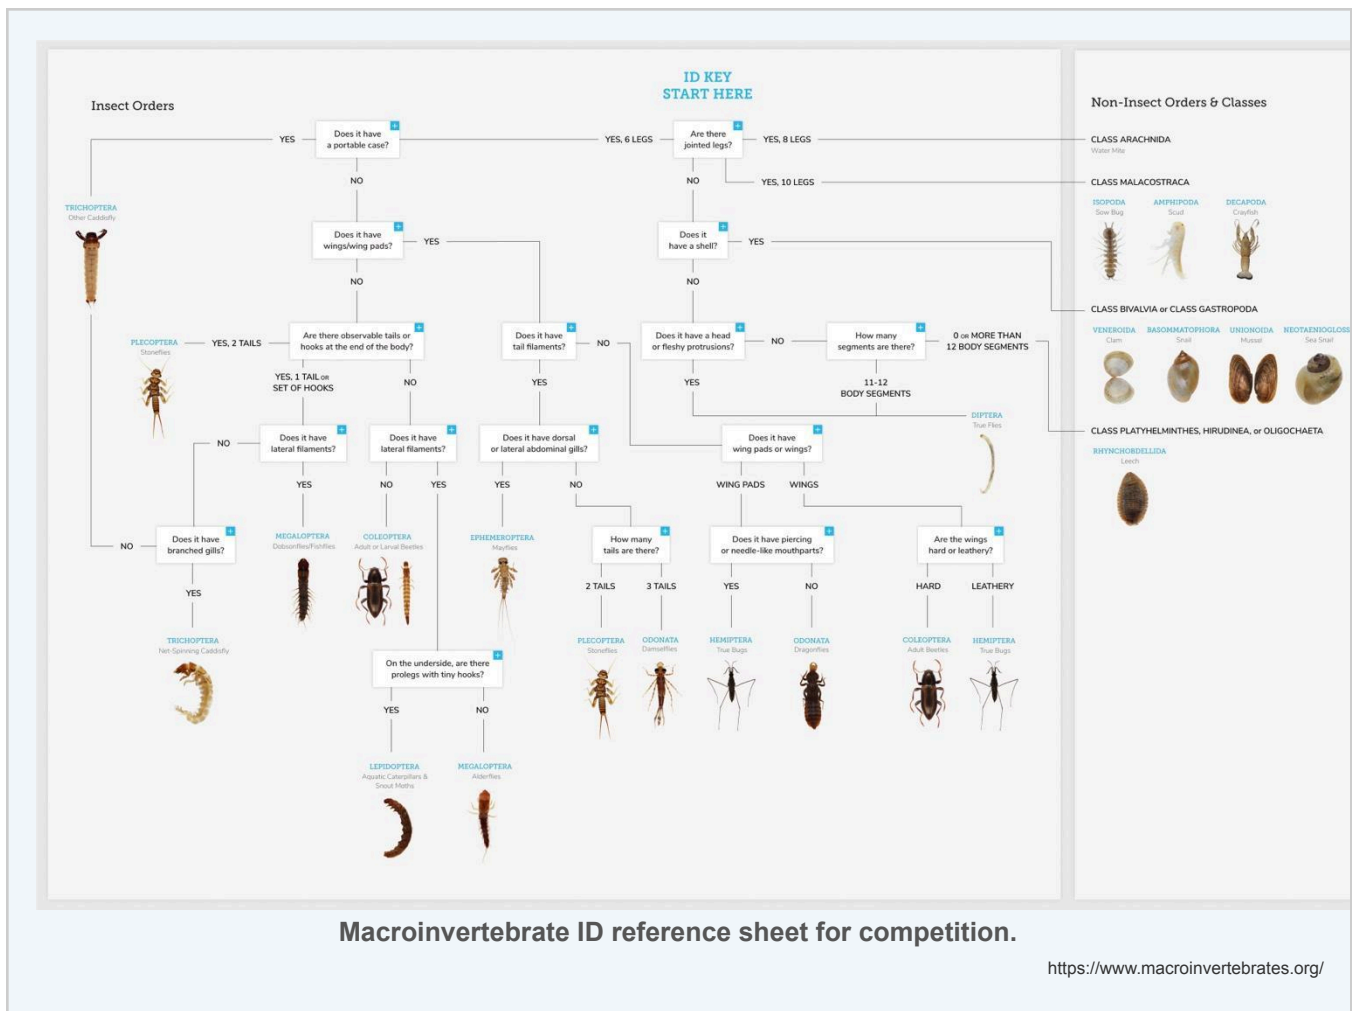 ID KEY
START HERE
Insect Orders
Non-Insect Orders & Classes
YES
Does it have
a portable case?
YES, 6 LEGS
Are there
jointed legs?
YES, 8 LEGS
CLASS ARACHNIDA
Water Mite
NO
NO
YES, 10 LEGS
CLASS MALACOSTRACA
TRICHOPTERA
Other Caddisfly
ISOPODA
Sow Bug
AMPHIPODA
Scud
DECAPODA
Crayfish
Does it have
wings/wing pads?
YES
Does it
have a shell?
YES
NO
NO
CLASS BIVALVIA or CLASS GASTROPODA
PLECOPTERA
Stoneflies
YES, 2 TAILS
Are there observable tails or
hooks at the end of the body?
Does it have
tail filaments?
NO
Does it have a head
or fleshy protrusions?
NO
How many
segments are there?
0 OR MORE THAN
12 BODY SEGMENTS
VENEROIDA
Clam
BASOMMATOPHORA
Snail
UNIONOIDA
Mussel
NEOTAENIOGLOSS
Sea Snail
YES, 1 TAIL OR
SET OF HOOKS
NO
YES
YES
11-12
BODY SEGMENTS
DIPTERA
True Flies
CLASS PLATYHELMINTHES, HIRUDINEA, or OLIGOCHAETA
RHYNCHOBDELLIDA
Leech
NO
Does it have
lateral filaments?
Does it have
lateral filaments?
Does it have dorsal
or lateral abdominal gills?
Does it have
wing pads or wings?
YES
NO
YES
YES
NO
WING PADS
WINGS
NO
Does it have
branched gills?
MEGALOPTERA
Dobsonflies/Fishflies
COLEOPTERA
Adult or Larval Beetles
EPHEMEROPTERA
Mayflies
How many
tails are there?
Does it have piercing
or needle-like mouthparts?
Are the wings
hard or leathery?
YES
2 TAILS
3 TAILS
YES
NO
HARD
LEATHERY
TRICHOPTERA
Net-Spinning Caddisfly
PLECOPTERA
Stoneflies
ODONATA
Damselflies
HEMIPTERA
True Bugs
ODONATA
Dragonflies
COLEOPTERA
Adult Beetles
HEMIPTERA
True Bugs
On the underside, are there
prolegs with tiny hooks?
YES
NO
LEPIDOPTERA
Aquatic Caterpillars &
Snout Moths
MEGALOPTERA
Alderflies
Macroinvertebrate ID reference sheet for competition.
https://www.macroinvertebrates.org/